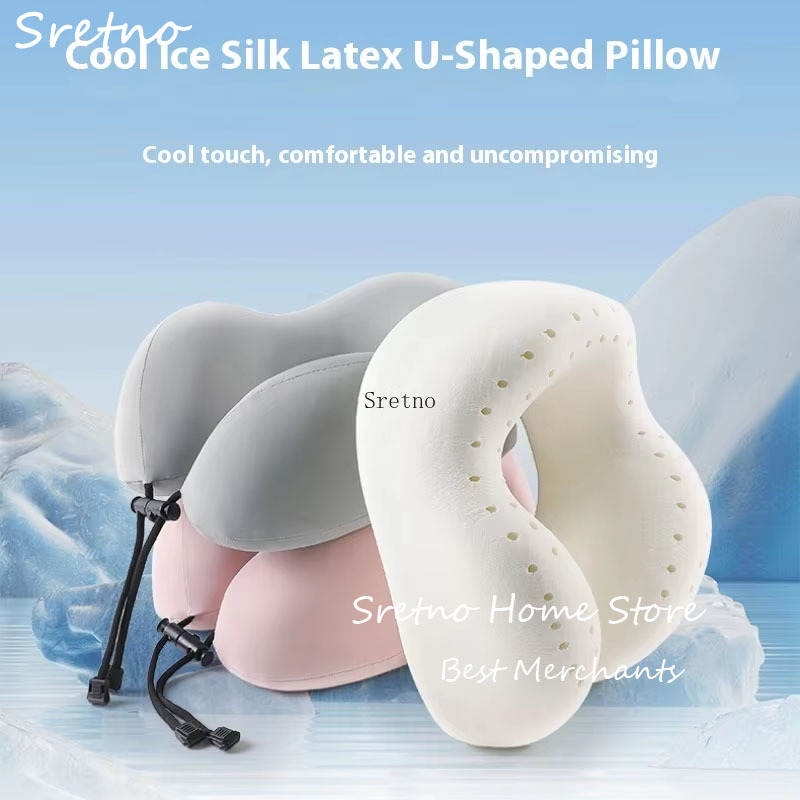 Sretno
Cool Ice Silk Latex U-Shaped Pillow
Cool touch, comfortable and uncompromising
Sretno
Sretno Home Store
Best Merchants